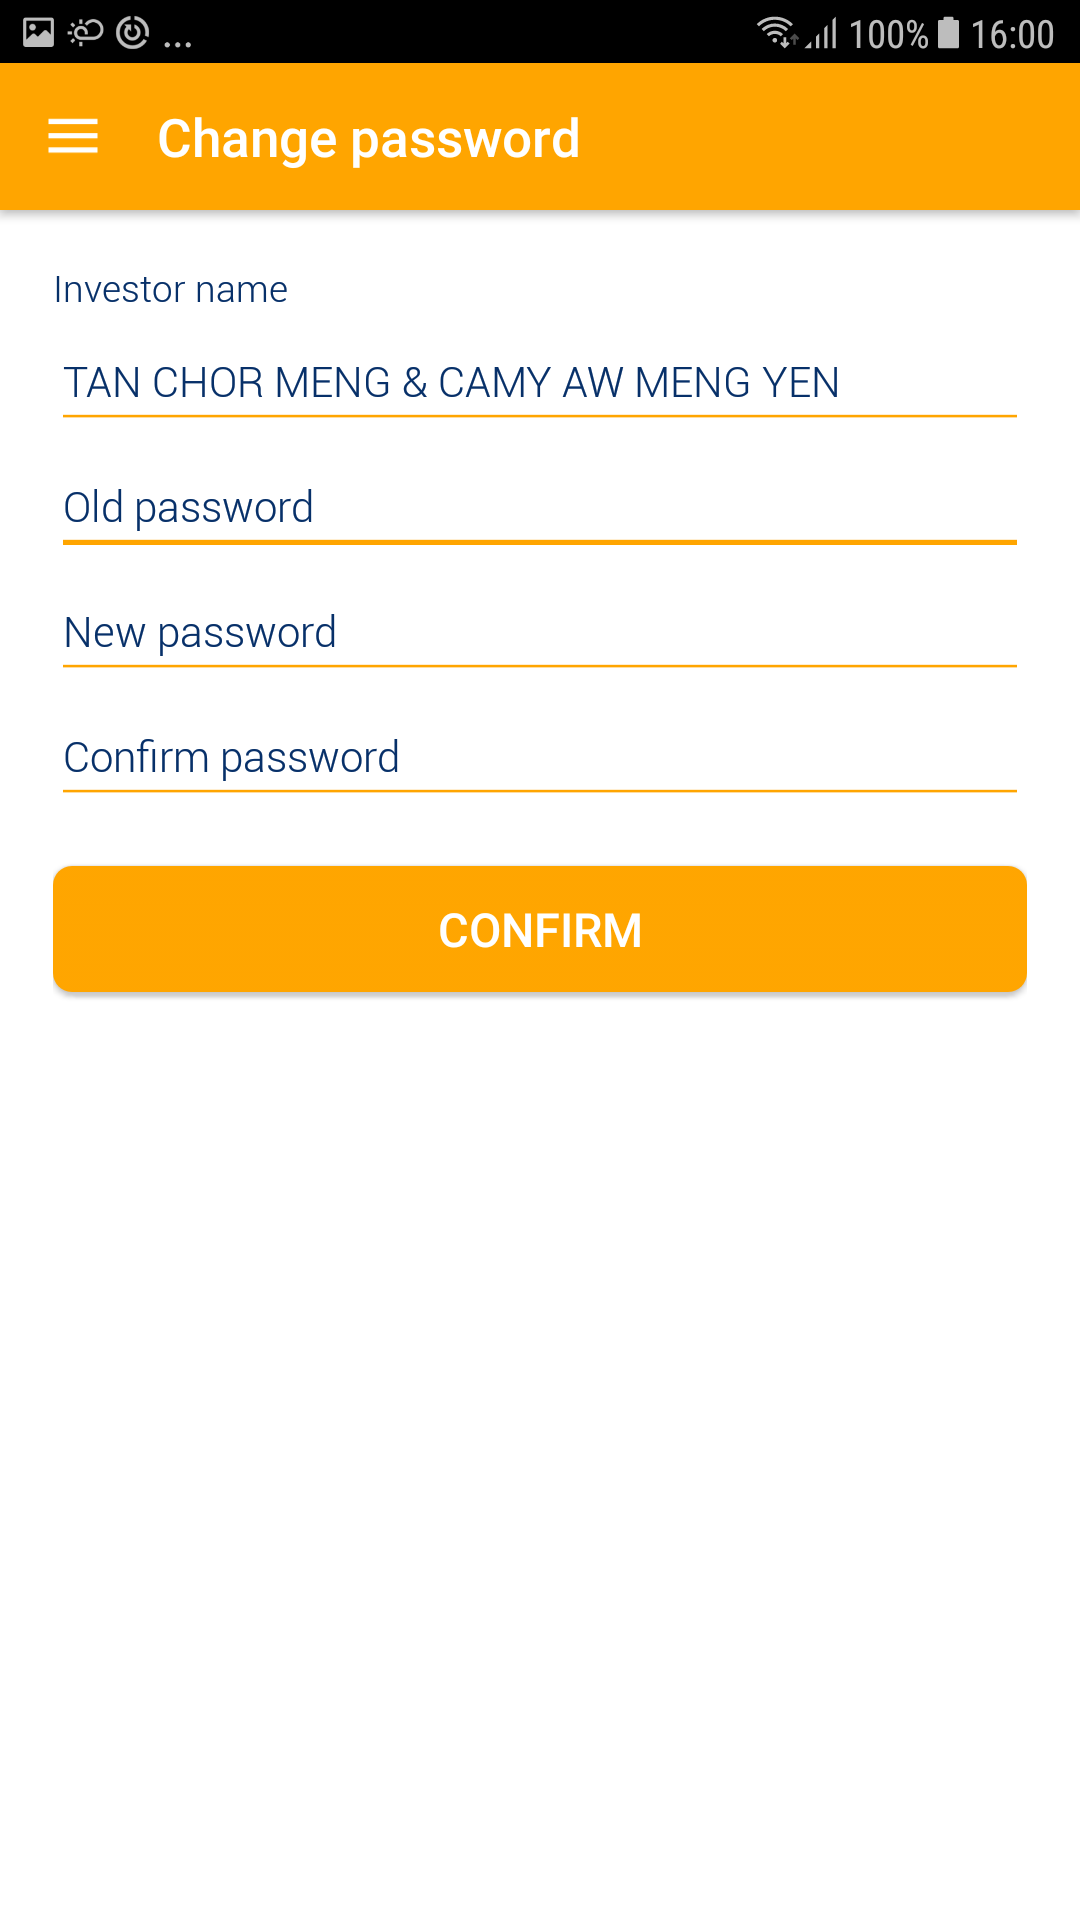 ... 100% 16:00
Change password
Investor name
TAN CHOR MENG & CAMY AW MENG YEN
Old password
New password
Confirm password
CONFIRM